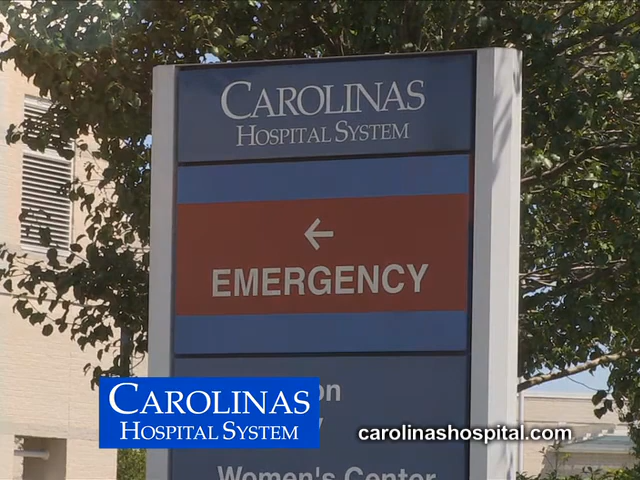 CAROLINAS
HOSPITAL SYSTEM
←
EMERGENCY
Women's Center
CAROLINAS
HOSPITAL SYSTEM
carolinashospital.com